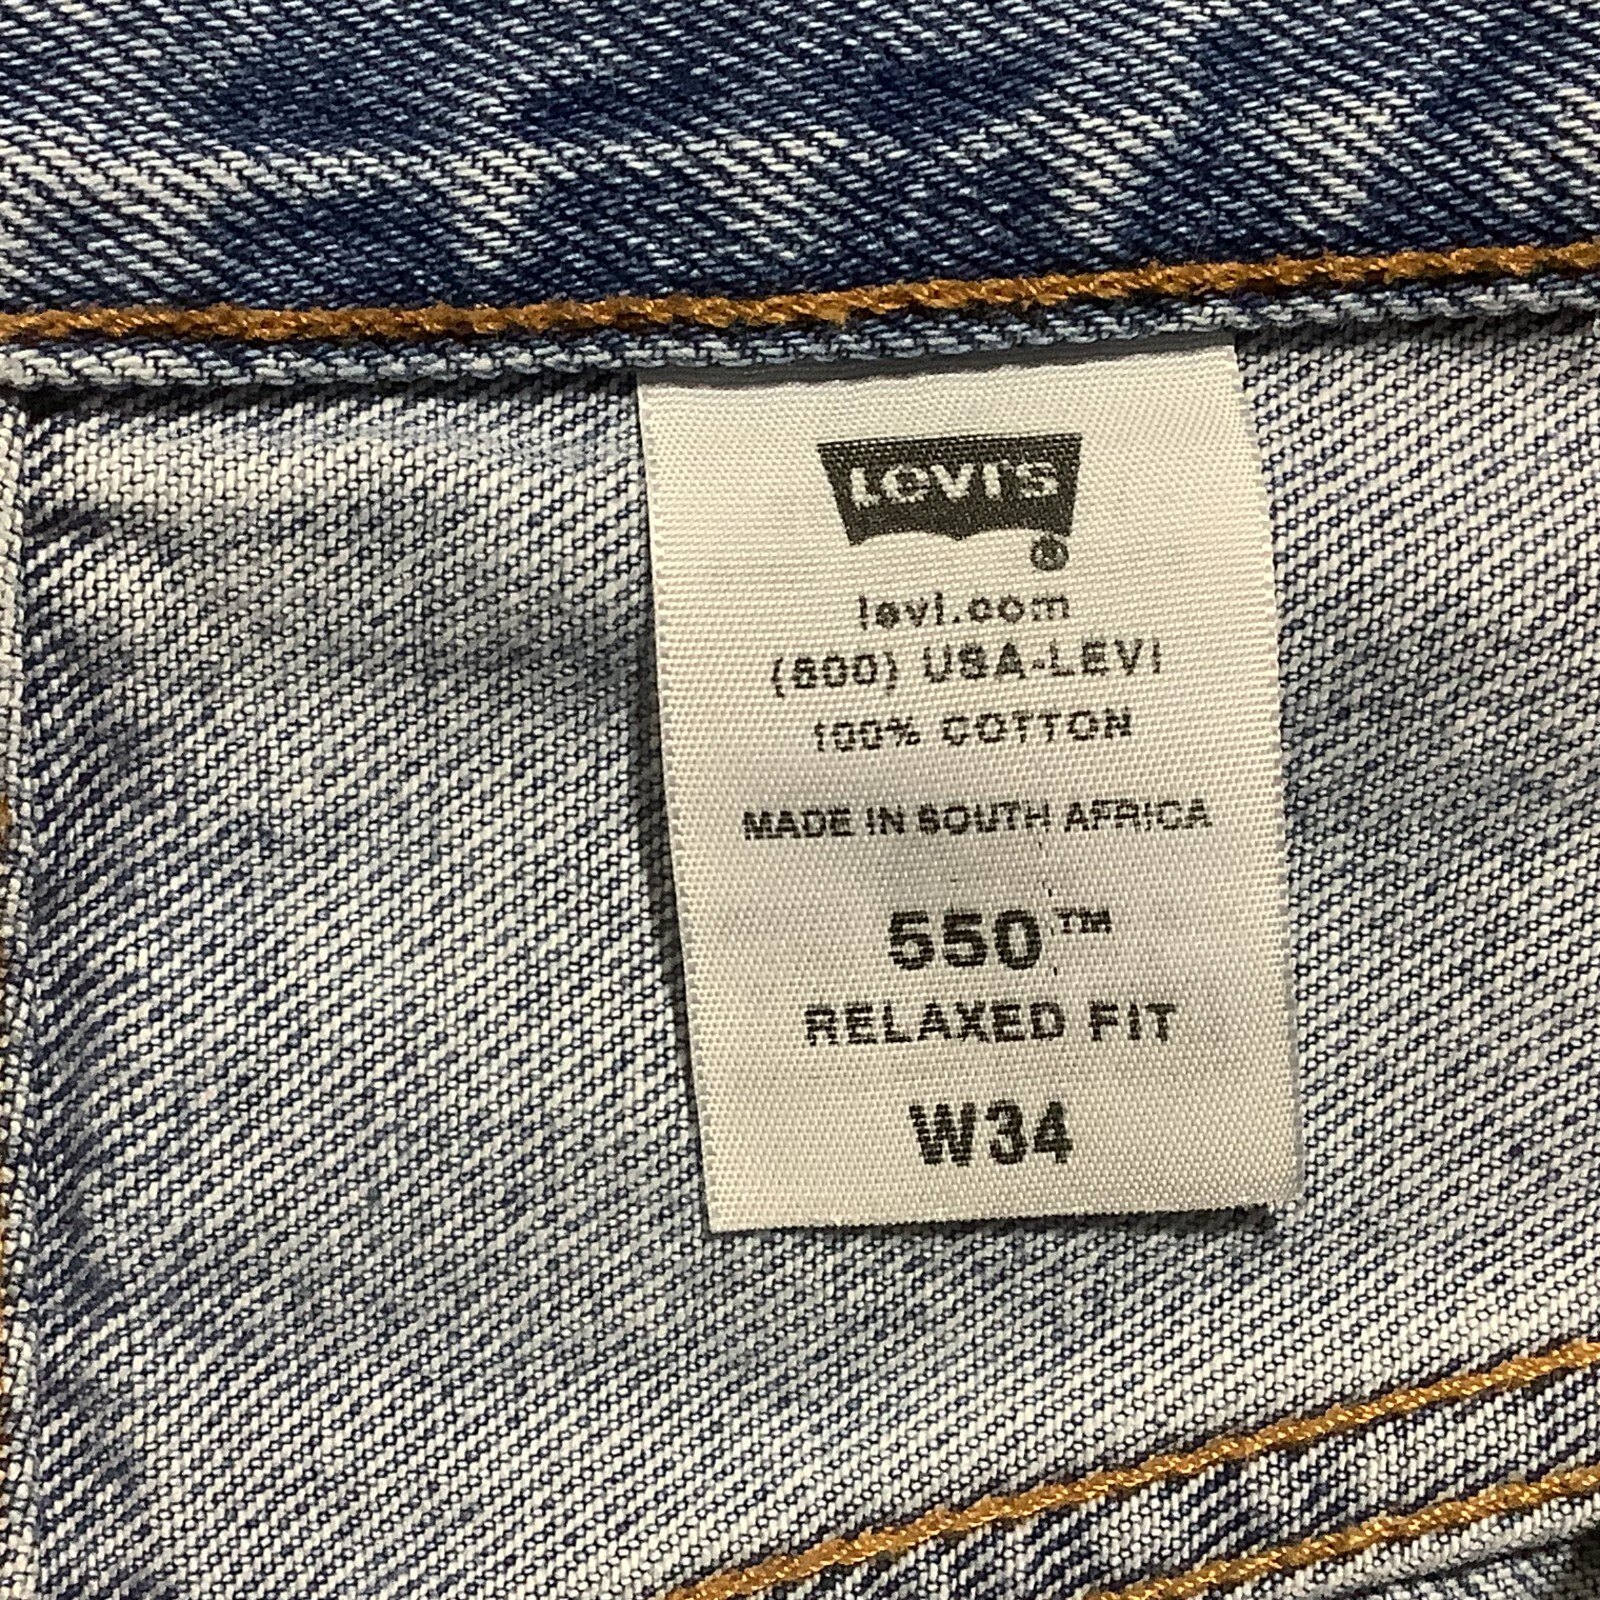 Levi's
®
levi.com
(800) USA-LEVI
100% COTTON
MADE IN SOUTH AFRICA
550™
RELAXED FIT
W34